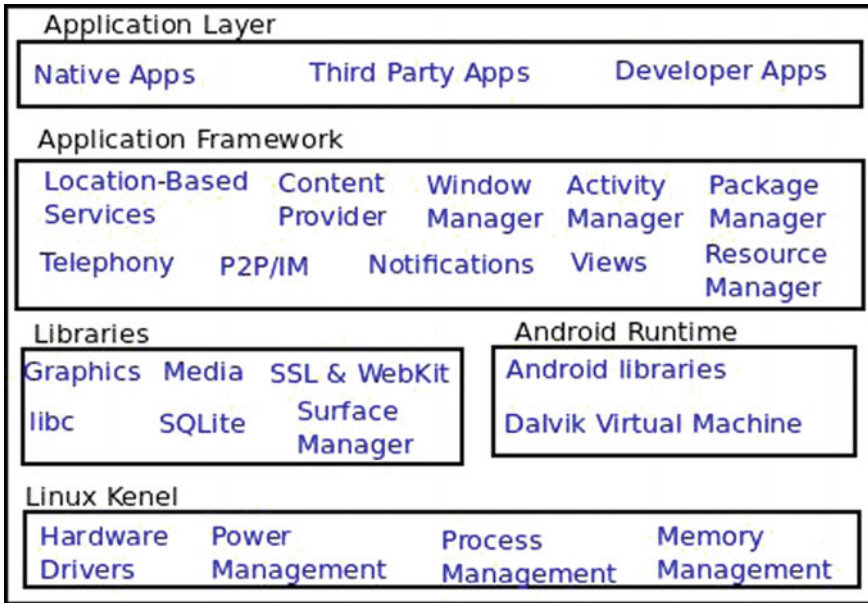 Application Layer
Native Apps Third Party Apps Developer Apps
Application Framework
Location-Based Services Content Provider Window Manager Activity Manager Package Manager
Telephony P2P/IM Notifications Views Resource Manager
Libraries
Graphics Media SSL & WebKit
libc SQLite Surface Manager
Android Runtime
Android libraries
Dalvik Virtual Machine
Linux Kenel
Hardware Drivers Power Management Process Management Memory Management